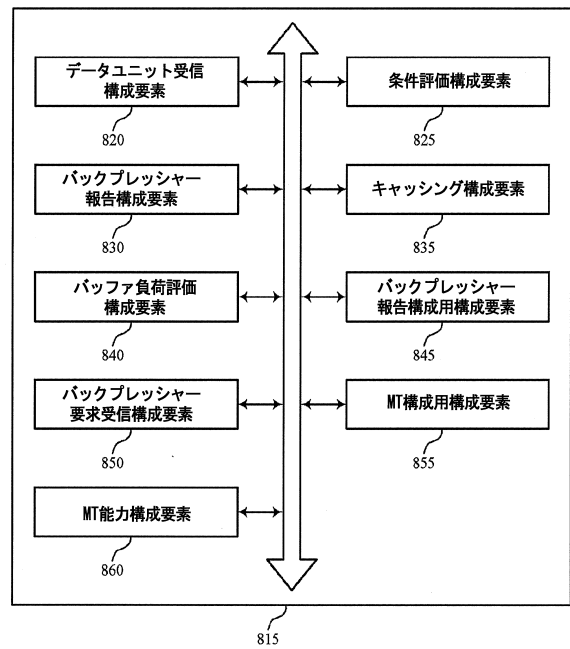 データユニット受信
構成要素
820
条件評価構成要素
825
バックプレッシャー
報告構成要素
830
キャッシング構成要素
835
バッファ負荷評価
構成要素
840
バックプレッシャー
報告構成用構成要素
845
バックプレッシャー
要求受信構成要素
850
MT構成用構成要素
855
MT能力構成要素
860
815